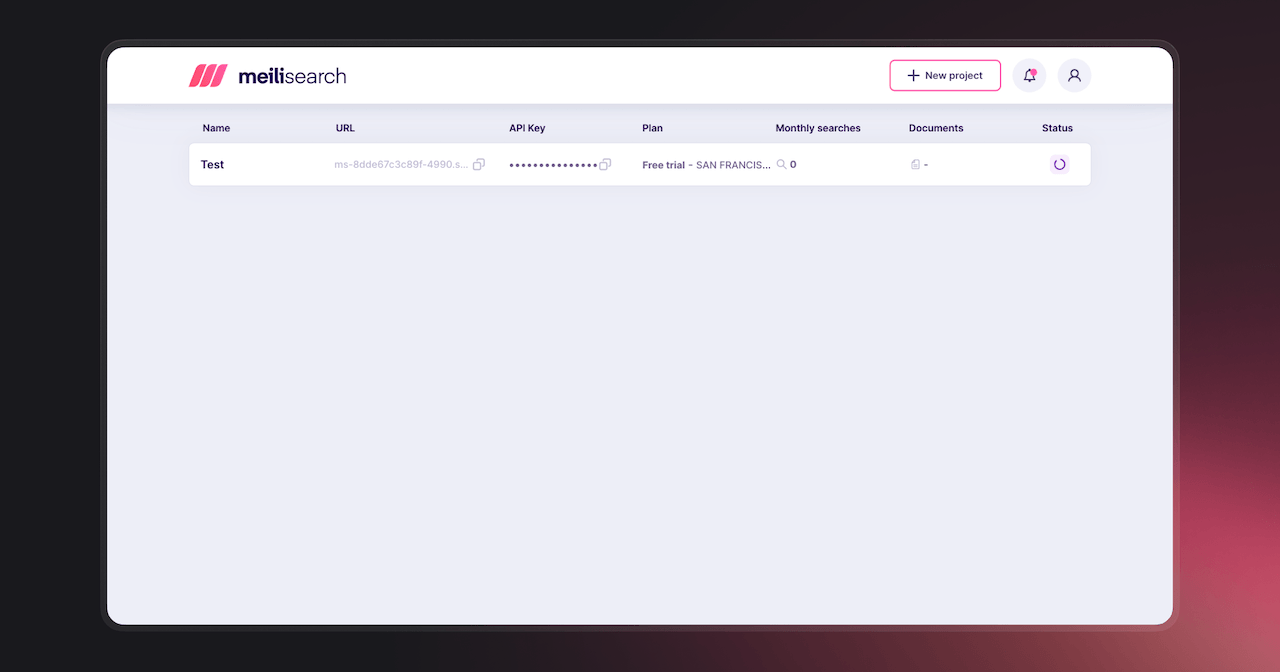 meilisearch
New project
Name URL API Key Plan Monthly searches Documents Status
Test ms-8dde67c3c89f-4990.s... ••••••••••••••• Free trial - SAN FRANCIS... 0 -